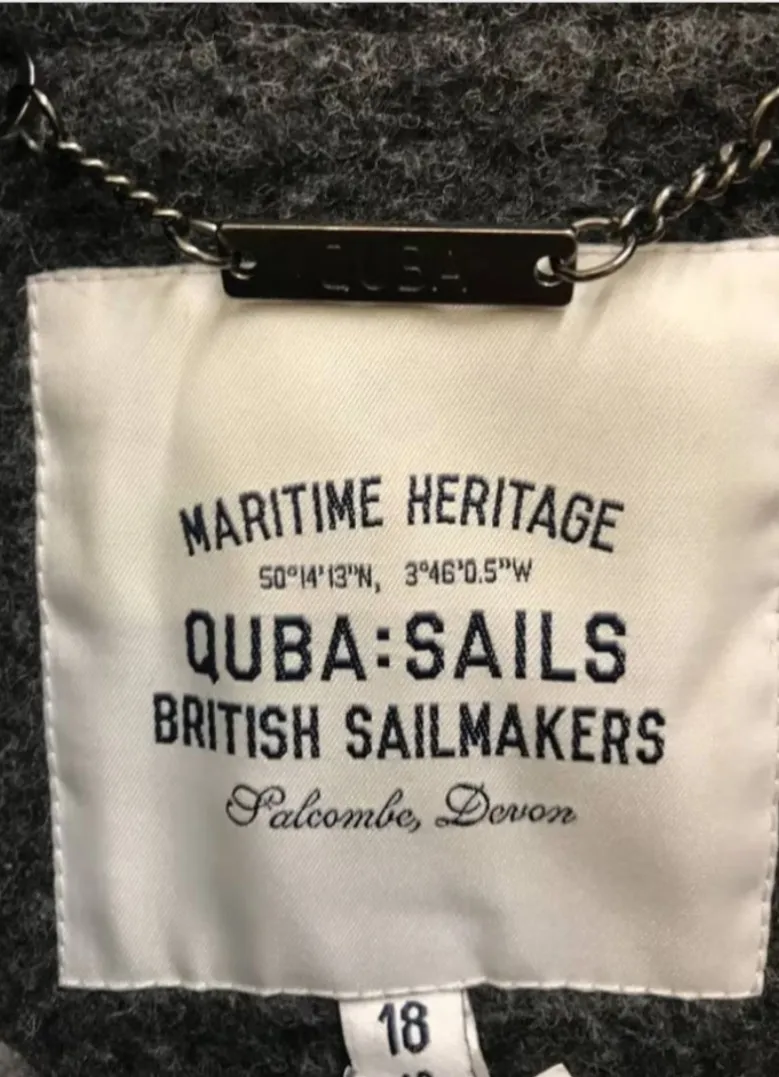 QUBA
MARITIME HERITAGE
50°14'13"N, 3°46'0.5"W
QUBA:SAILS
BRITISH SAILMAKERS
Salcombe, Devon
18